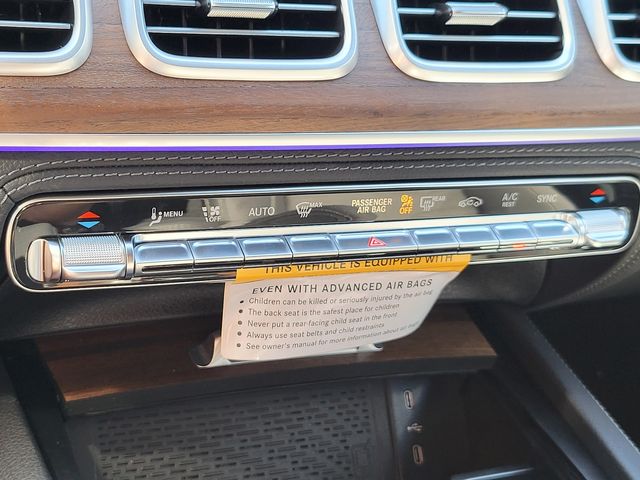 MENU
OFF
AUTO
MAX
PASSENGER
AIR BAG
OFF
REAR
A/C
REST
SYNC
THIS VEHICLE IS EQUIPPED WITH
EVEN WITH ADVANCED AIR BAGS
• Children can be killed or seriously injured by the air bag
• The back seat is the safest place for children
• Never put a rear-facing child seat in the front
• Always use seat belts and child restraints
• See owner's manual for more information about air bags